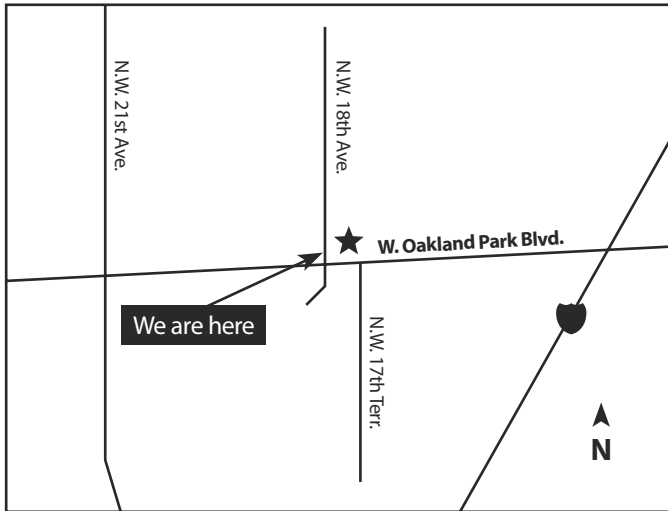 N.W. 21st Ave.
N.W. 18th Ave.
W. Oakland Park Blvd.
We are here
N.W. 17th Terr.
N